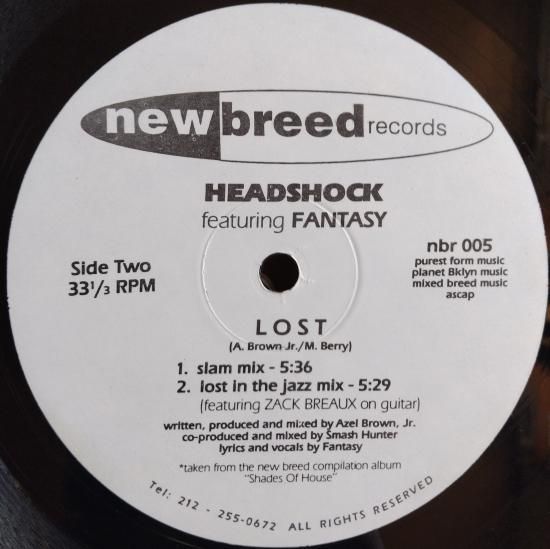 newbreed records
HEADSHOCK
featuring FANTASY
Side Two
33 1/3 RPM
nbr 005
purest form music
planet Bklyn music
mixed breed music
ascap
LOST
(A. Brown Jr./M. Berry)
1. slam mix - 5:36
2. lost in the jazz mix - 5:29
(featuring ZACK BREAUX on guitar)
written, produced and mixed by Azel Brown, Jr.
co-produced and mixed by Smash Hunter
lyrics and vocals by Fantasy
*taken from the new breed compilation album
"Shades Of House"
Tel: 212 - 255-0672 ALL RIGHTS RESERVED